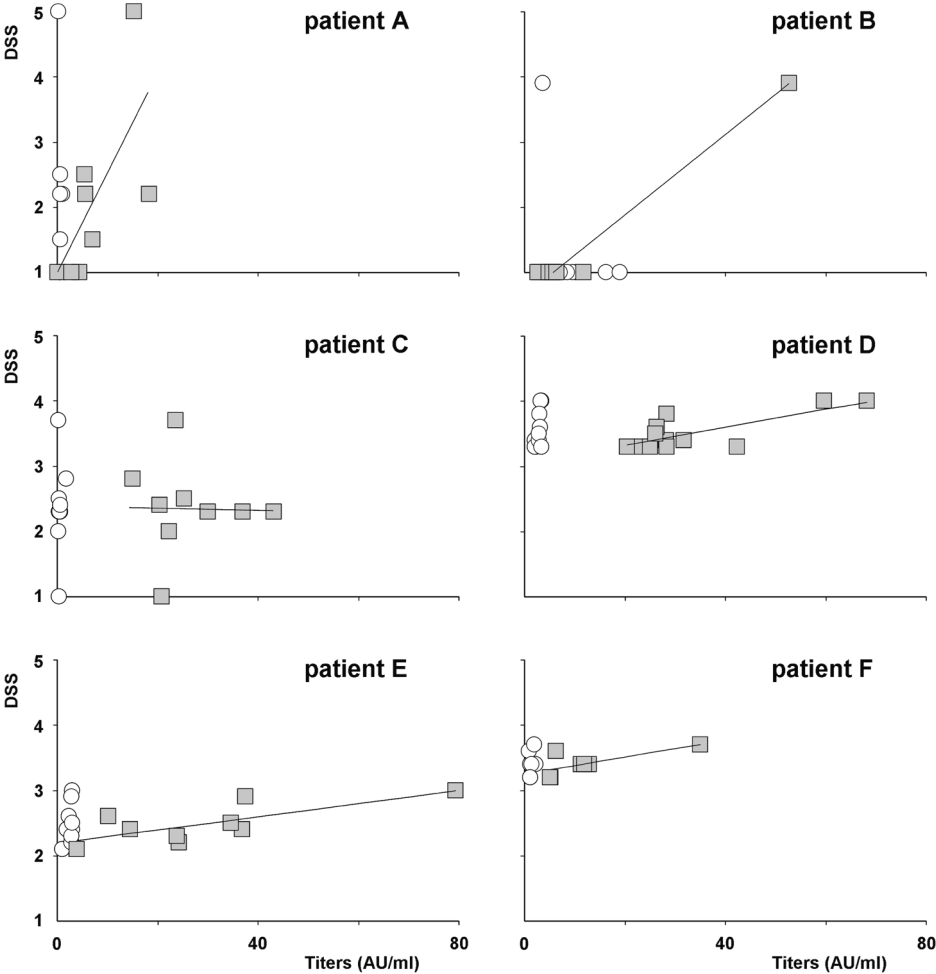 patient A
patient B
DSS
5
4
3
2
1
patient C
patient D
DSS
5
4
3
2
1
patient E
patient F
DSS
5
4
3
2
1
0 40 80 0 40 80
Titers (AU/ml) Titers (AU/ml)